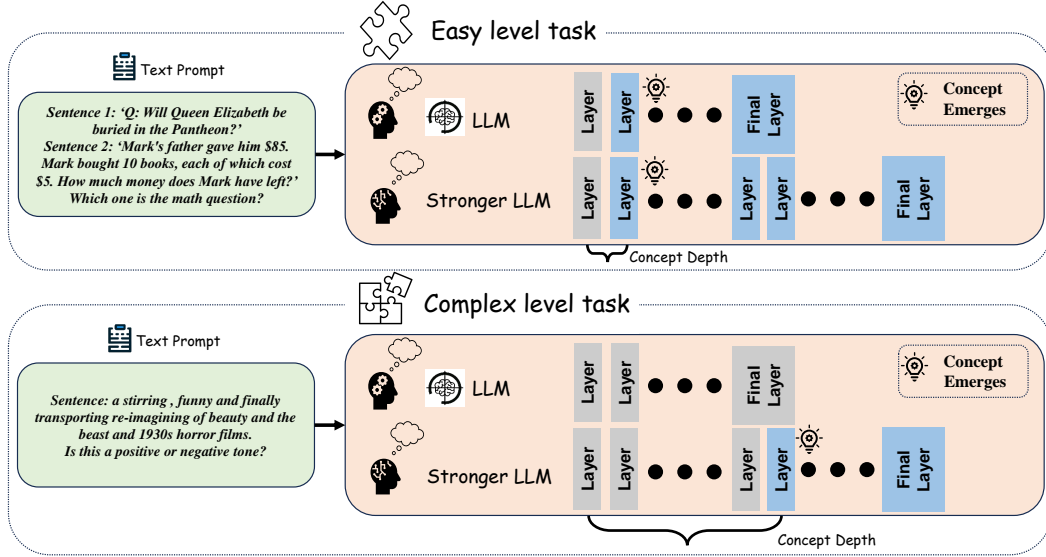 Easy level task
Text Prompt
Sentence 1: ‘Q: Will Queen Elizabeth be
buried in the Pantheon?’
Sentence 2: ‘Mark's father gave him $85.
Mark bought 10 books, each of which cost
$5. How much money does Mark have left?’
Which one is the math question?
LLM
Layer
Layer
Final
Layer
Concept
Emerges
Stronger LLM
Layer
Layer
Layer
Layer
Final
Layer
Concept Depth
Complex level task
Text Prompt
Sentence: a stirring , funny and finally
transporting re-imagining of beauty and the
beast and 1930s horror films.
Is this a positive or negative tone?
LLM
Layer
Layer
Final
Layer
Concept
Emerges
Stronger LLM
Layer
Layer
Layer
Layer
Final
Layer
Concept Depth